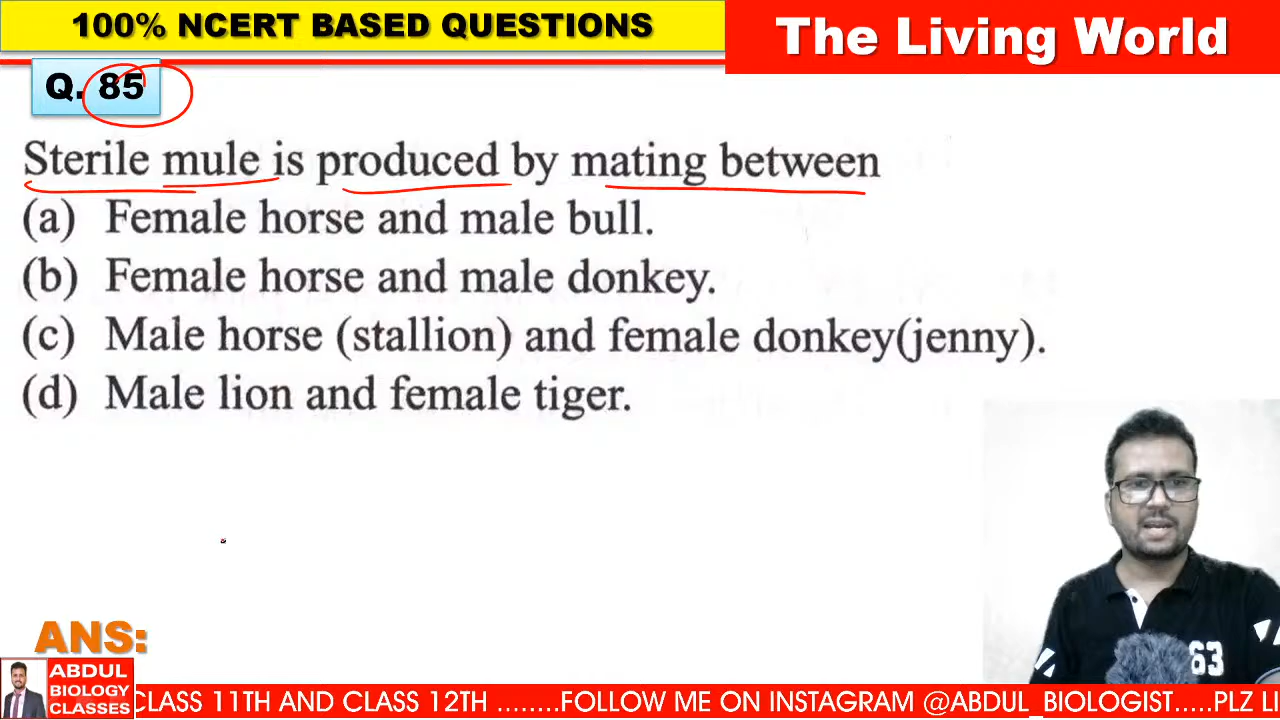 100% NCERT BASED QUESTIONS
The Living World
Q. 85
Sterile mule is produced by mating between
(a) Female horse and male bull.
(b) Female horse and male donkey.
(c) Male horse (stallion) and female donkey(jenny).
(d) Male lion and female tiger.
63
ANS:
ABDUL
BIOLOGY
CLASSES
CLASS 11TH AND CLASS 12TH ........FOLLOW ME ON INSTAGRAM @ABDUL_BIOLOGIST.....PLZ LI